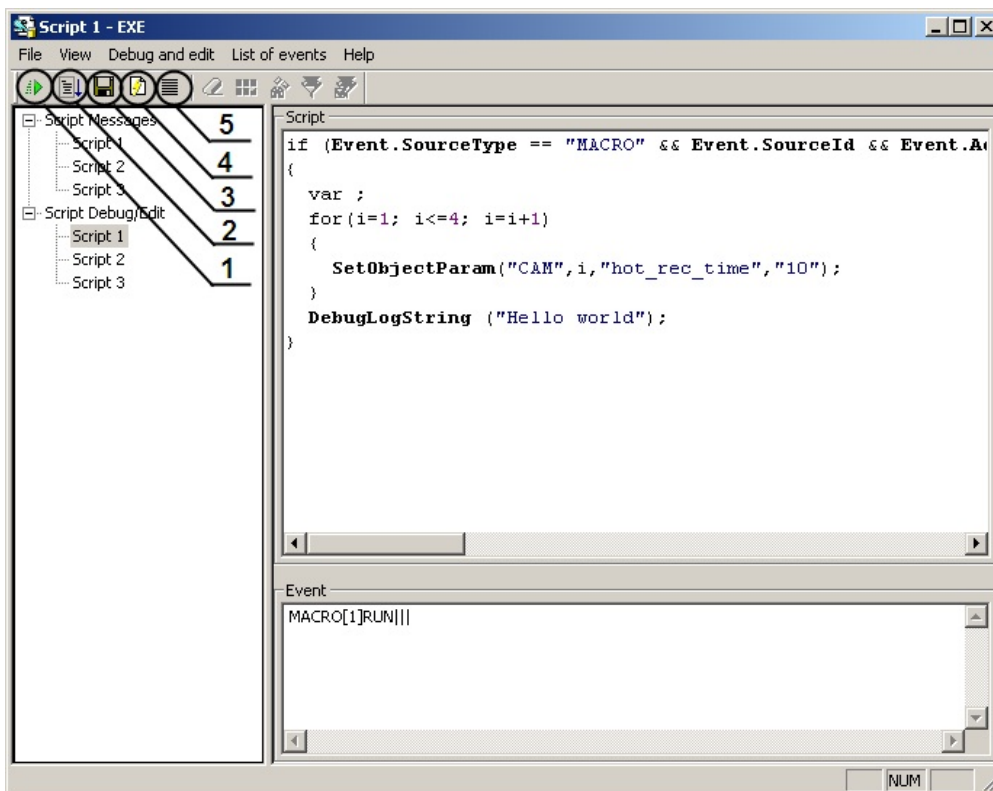 Script 1 - EXE
File View Debug and edit List of events Help
5
4
3
2
1
Script Messages
Script 1
Script 2
Script 3
Script Debug/Edit
Script 1
Script 2
Script 3
Script
if (Event.SourceType == "MACRO" && Event.SourceId && Event.A
{
var ;
for(i=1; i<=4; i=i+1)
{
SetObjectParam("CAM",i,"hot_rec_time","10");
}
DebugLogString ("Hello world");
}
Event
MACRO[1]RUN|||
NUM